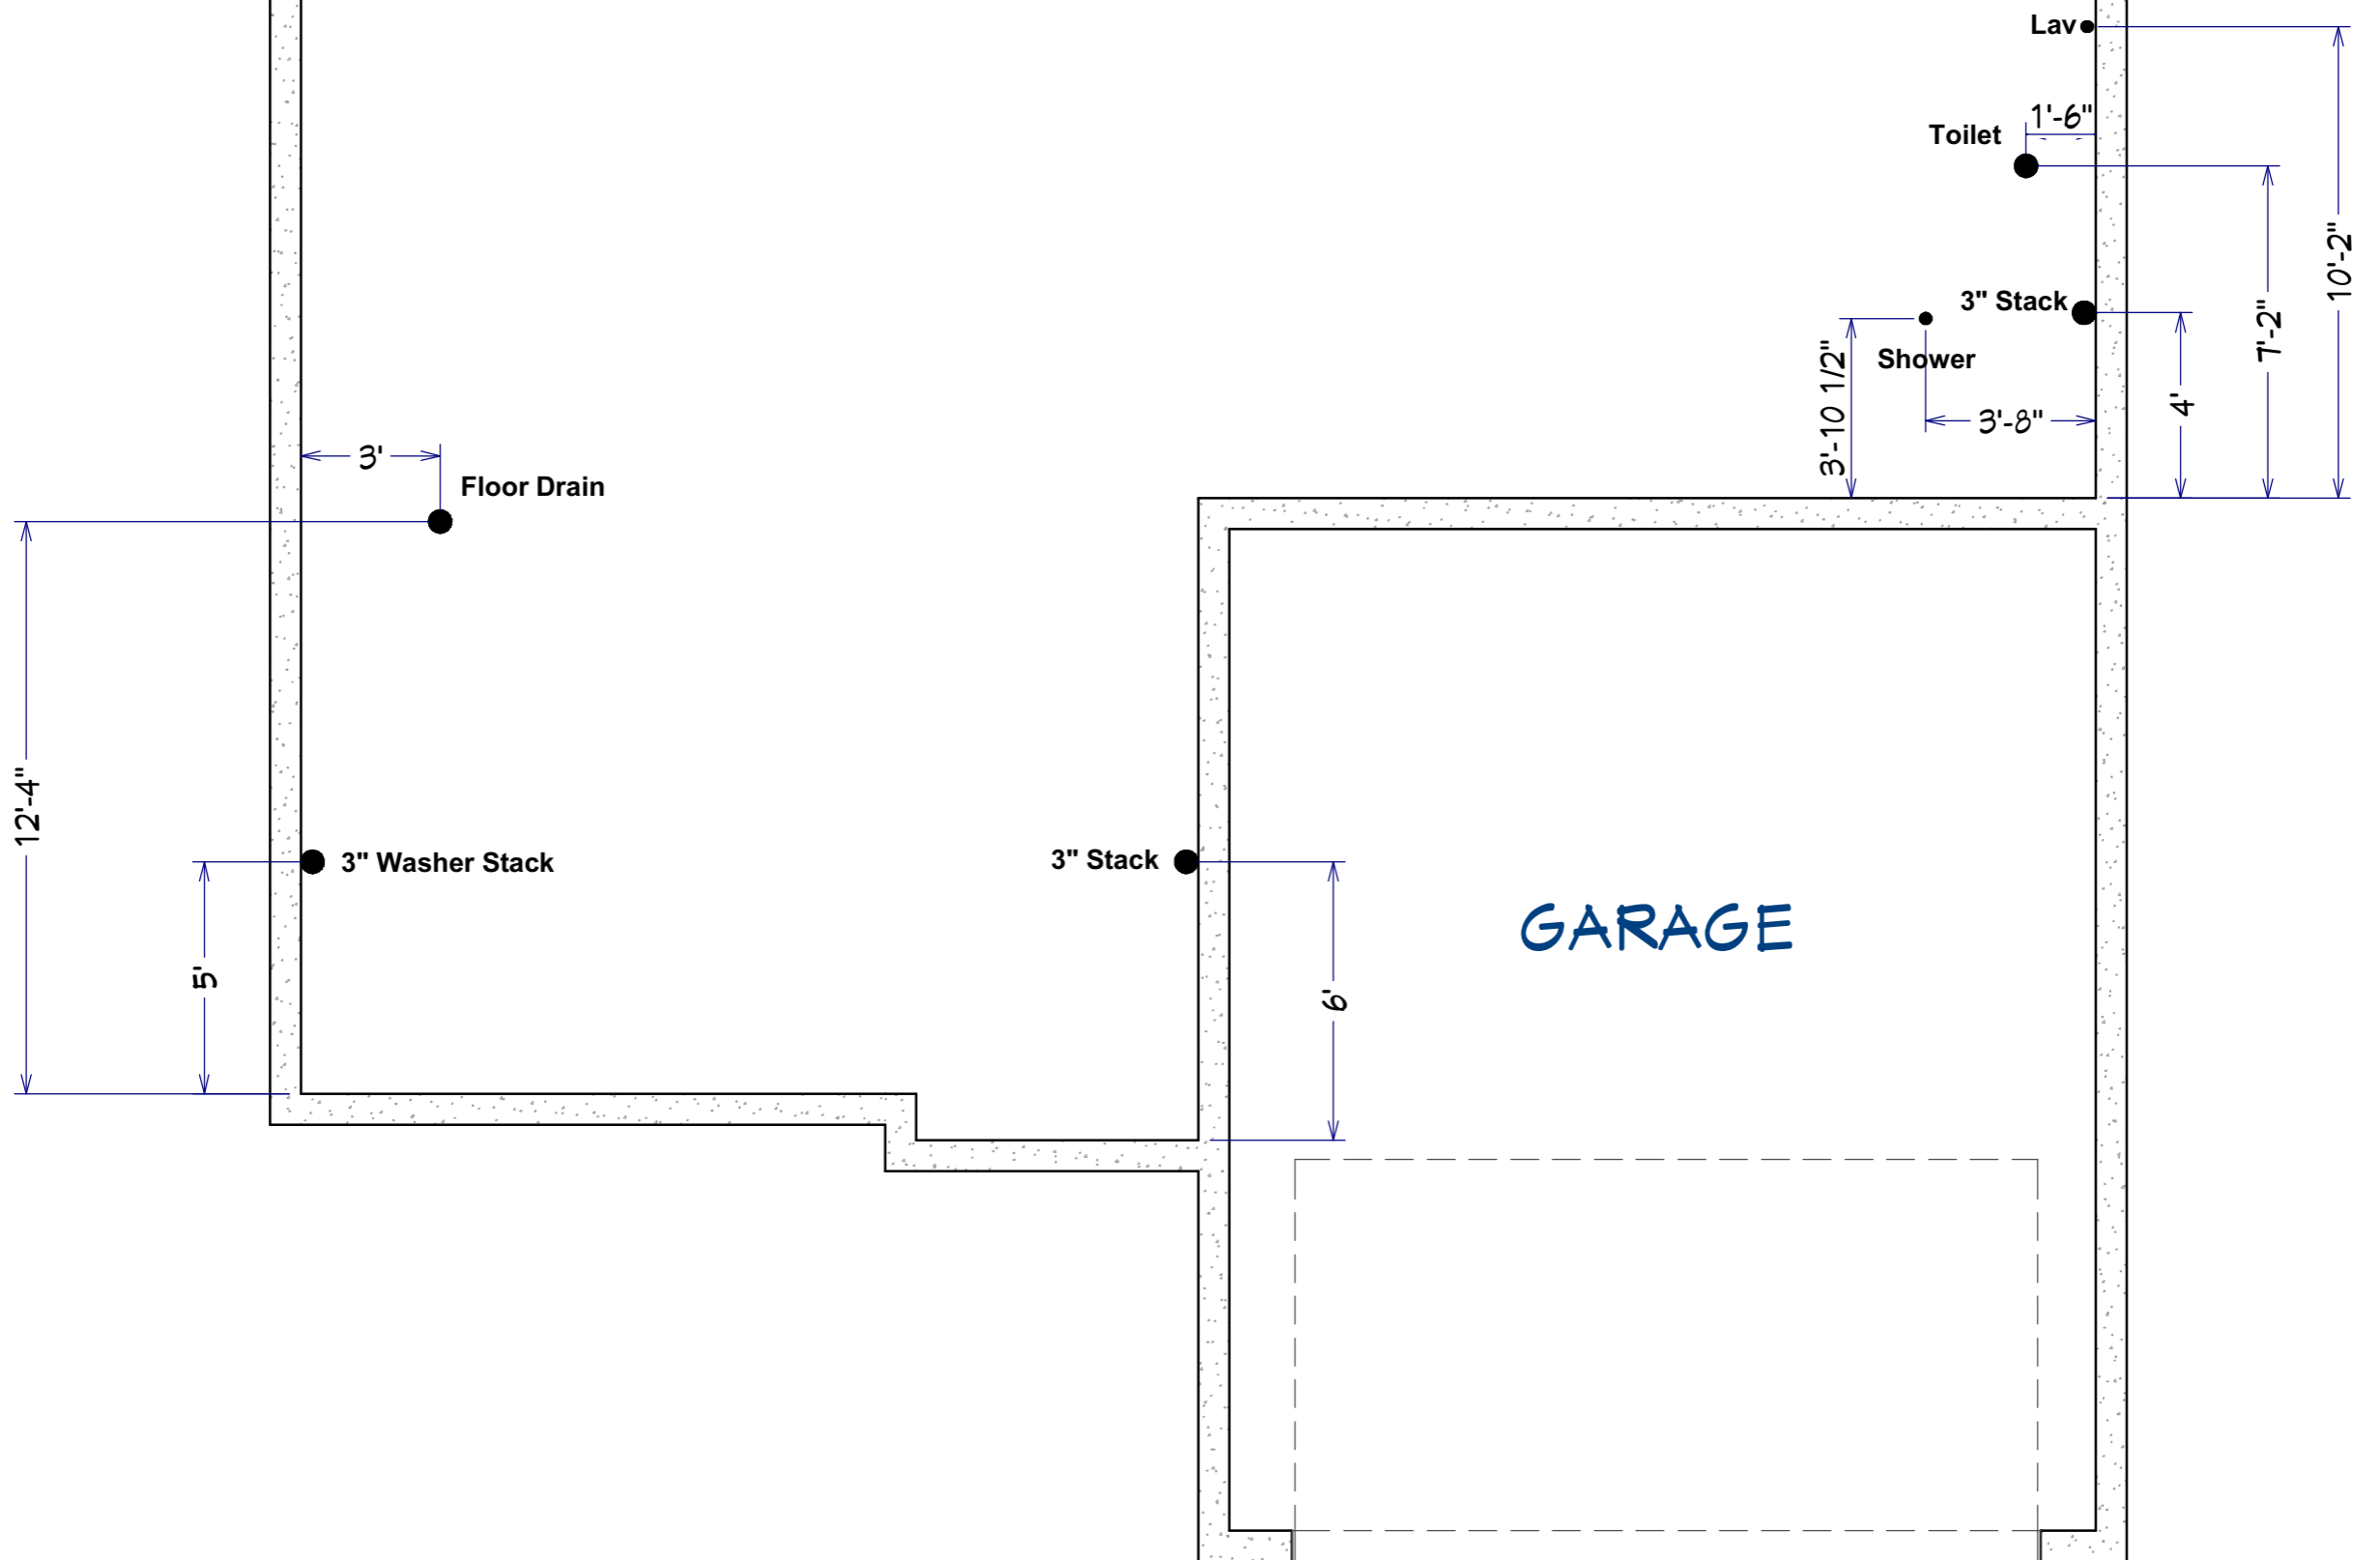 Lav
1'-6"
Toilet
10'-2"
3" Stack
7'-2"
3'-10 1/2"
Shower
4'
3'-8"
3'
Floor Drain
12'-4"
3" Washer Stack
3" Stack
GARAGE
5'
6'